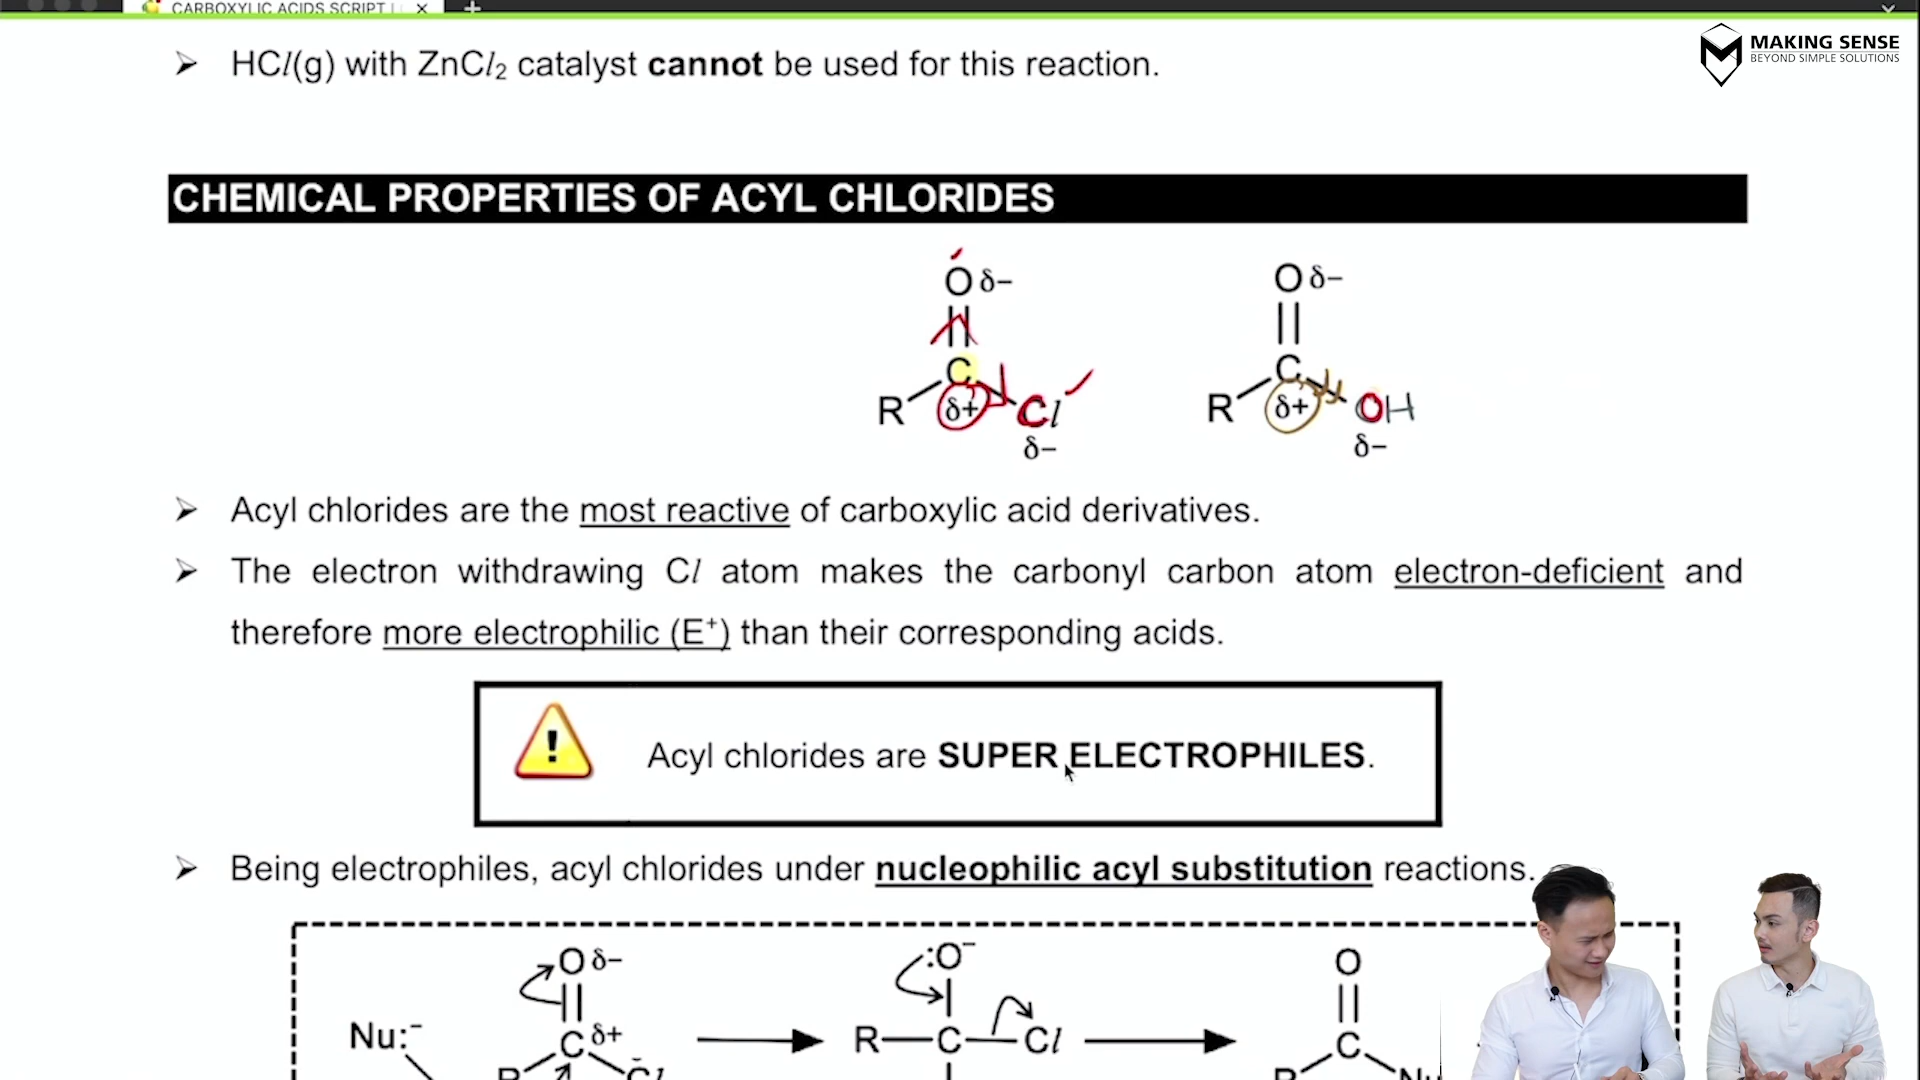 CARBOXYLIC ACIDS SCRIPT
MAKING SENSE
BEYOND SIMPLE SOLUTIONS
➢ HCl(g) with ZnCl₂ catalyst cannot be used for this reaction.
CHEMICAL PROPERTIES OF ACYL CHLORIDES
O δ− O δ−
C C
R δ+ Cl R δ+ OH
δ− δ−
➢ Acyl chlorides are the most reactive of carboxylic acid derivatives.
➢ The electron withdrawing Cl atom makes the carbonyl carbon atom electron-deficient and
therefore more electrophilic (E⁺) than their corresponding acids.
! Acyl chlorides are SUPER ELECTROPHILES.
➢ Being electrophiles, acyl chlorides under nucleophilic acyl substitution reactions.
O δ− :O⁻ O
Nu:⁻ C δ+ R—C—Cl C
R Cl R Nu